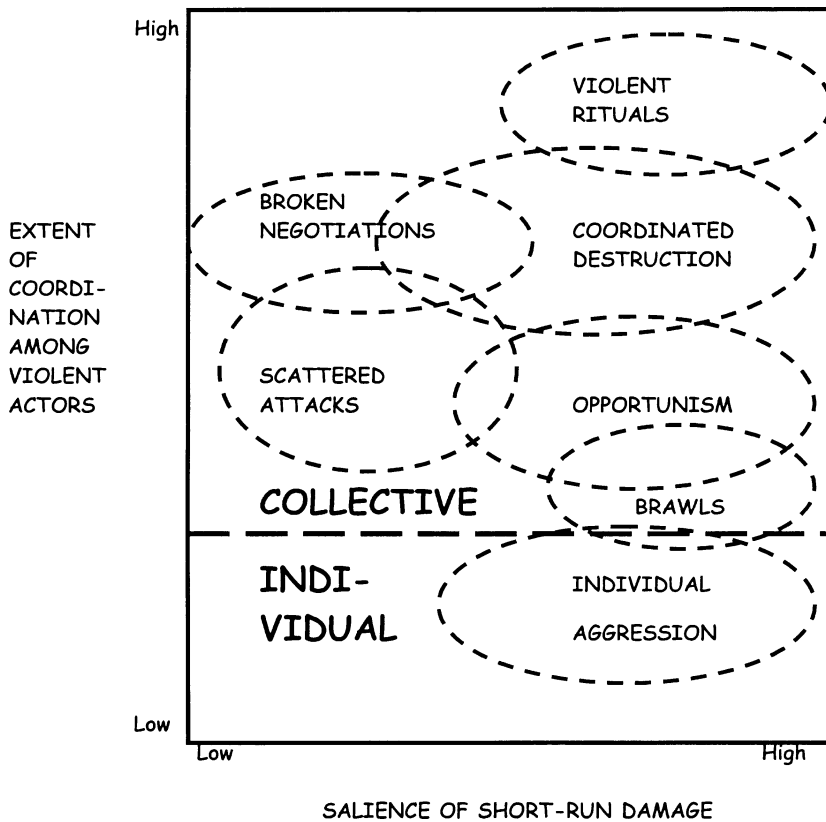 High
VIOLENT
RITUALS
BROKEN
NEGOTIATIONS
COORDINATED
DESTRUCTION
EXTENT
OF
COORDI-
NATION
AMONG
VIOLENT
ACTORS
SCATTERED
ATTACKS
OPPORTUNISM
COLLECTIVE
BRAWLS
INDI-
VIDUAL
INDIVIDUAL
AGGRESSION
Low
Low
High
SALIENCE OF SHORT-RUN DAMAGE